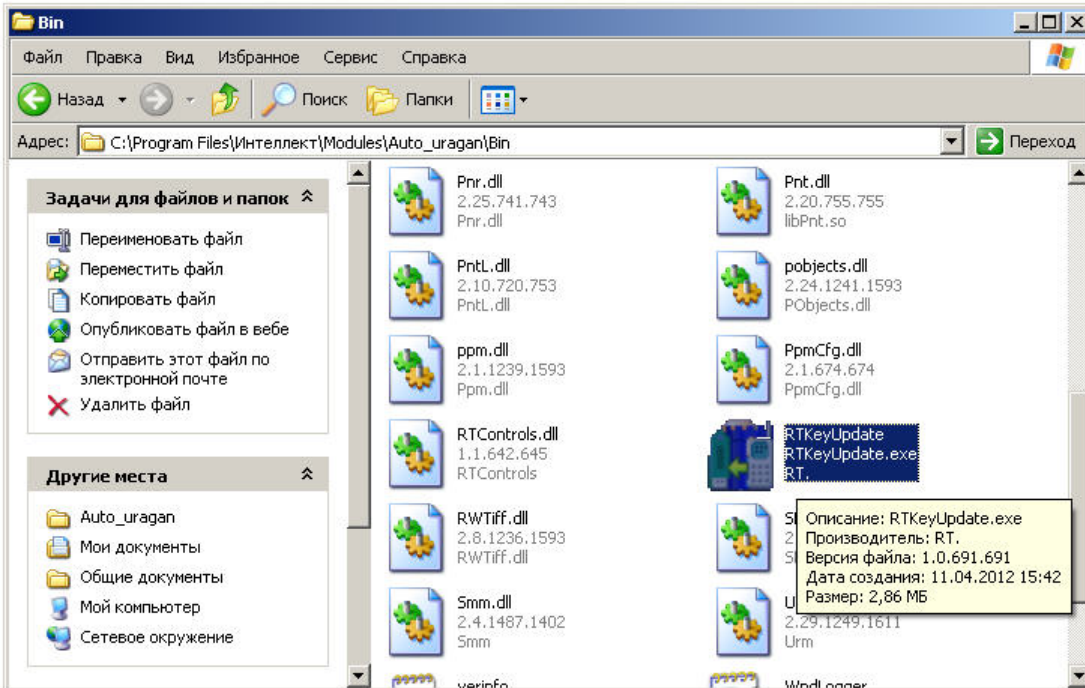 Bin
Файл Правка Вид Избранное Сервис Справка
Назад Поиск Папки
Адрес: C:\Program Files\Интеллект\Modules\Auto_uragan\Bin Переход
Задачи для файлов и папок
Переименовать файл
Переместить файл
Копировать файл
Опубликовать файл в вебе
Отправить этот файл по
электронной почте
Удалить файл
Другие места
Auto_uragan
Мои документы
Общие документы
Мой компьютер
Сетевое окружение
Pnr.dll
2.25.741.743
Pnr.dll
Pnt.dll
2.20.755.755
libPnt.so
PntL.dll
2.10.720.753
PntL.dll
pobjects.dll
2.24.1241.1593
PObjects.dll
ppm.dll
2.1.1239.1593
Ppm.dll
PpmCfg.dll
2.1.674.674
PpmCfg.dll
RTControls.dll
1.1.642.645
RTControls
RTKeyUpdate
RTKeyUpdate.exe
RT.
RWTiff.dll
2.8.1236.1593
RWTiff.dll
Описание: RTKeyUpdate.exe
Производитель: RT.
Версия файла: 1.0.691.691
Дата создания: 11.04.2012 15:42
Размер: 2,86 МБ
Smm.dll
2.4.1487.1402
Smm
2.29.1249.1611
Urm
verinfo
WpdLogger